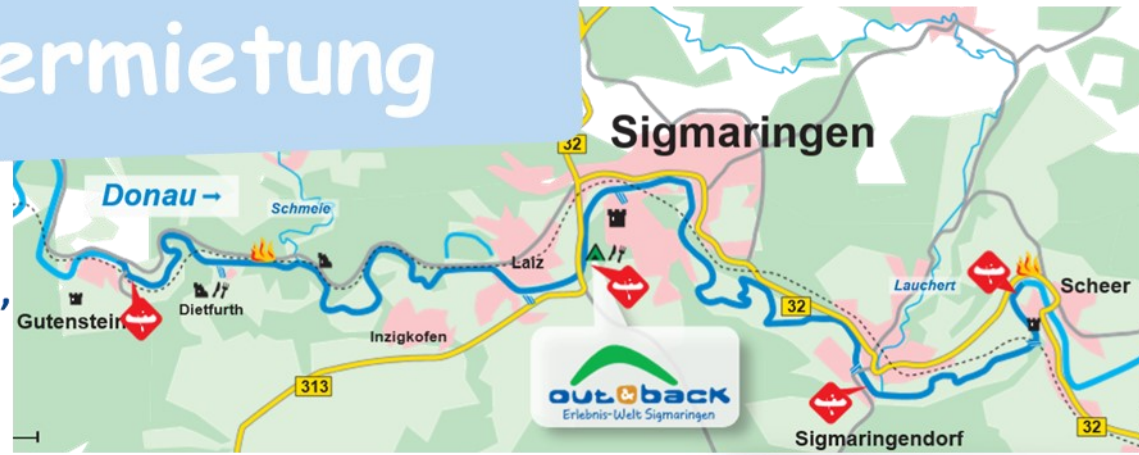 ermietung
Sigmaringen
32
Donau →
Schmeie
Laiz
Lauchert
Scheer
,
Gutenstein
Dietfurth
32
Inzigkofen
313
out & back
Erlebnis-Welt Sigmaringen
32
Sigmaringendorf